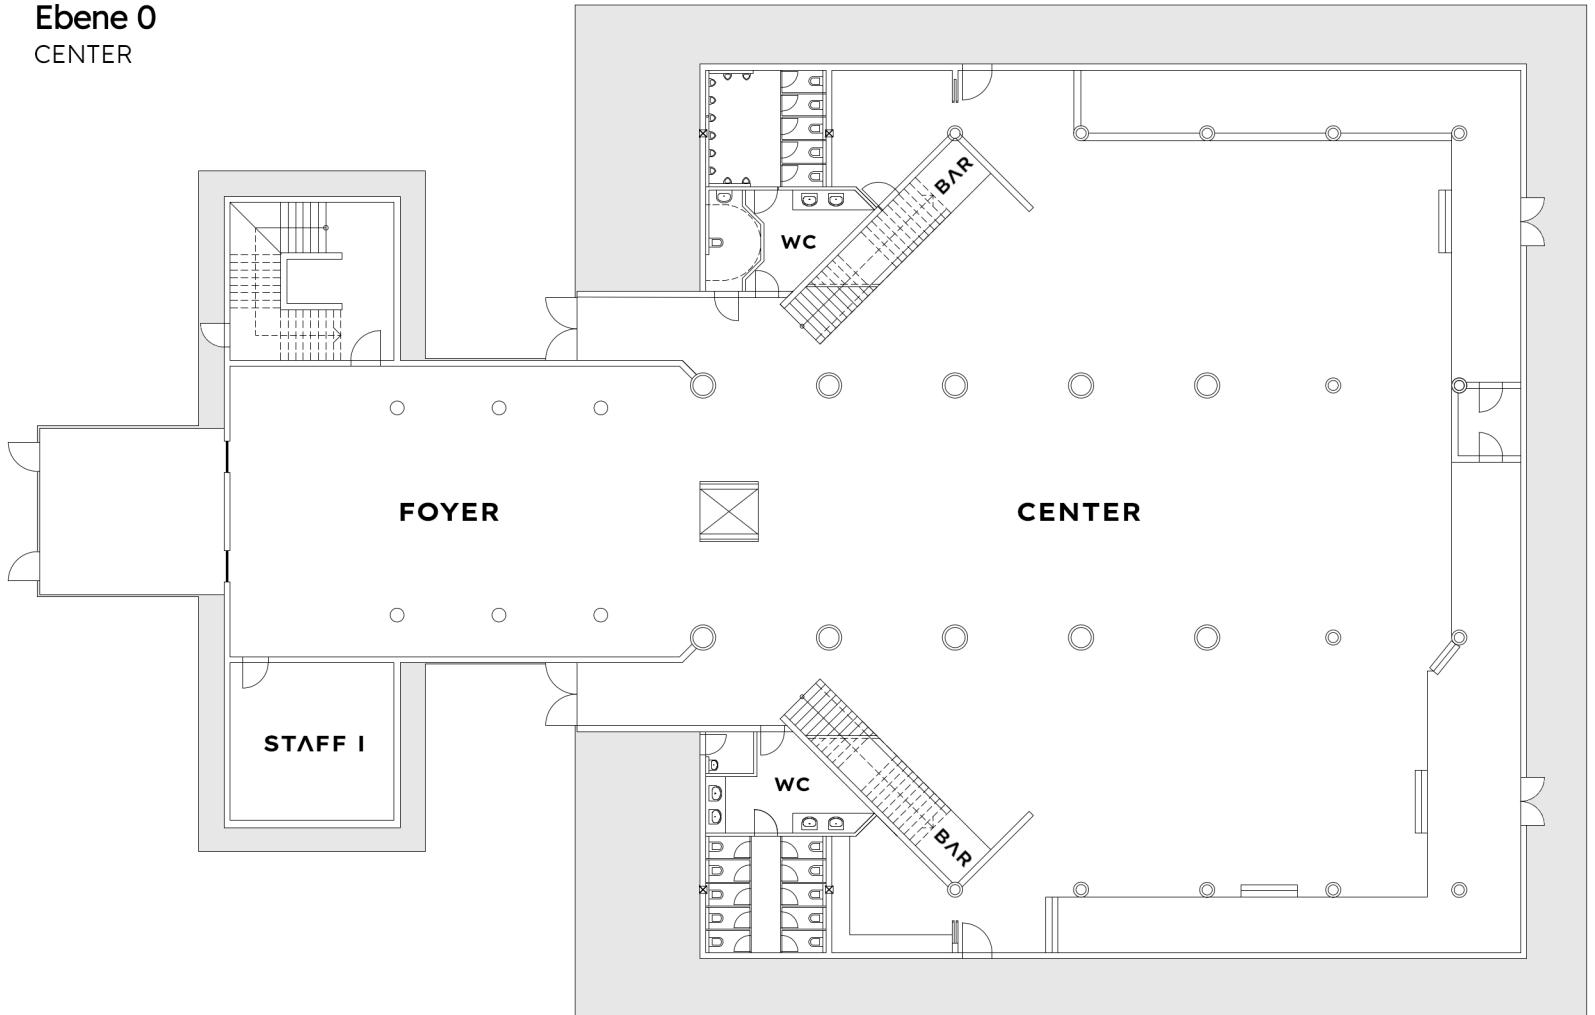 Ebene 0
CENTER
BAR
WC
FOYER
CENTER
STAFF I
WC
BAR